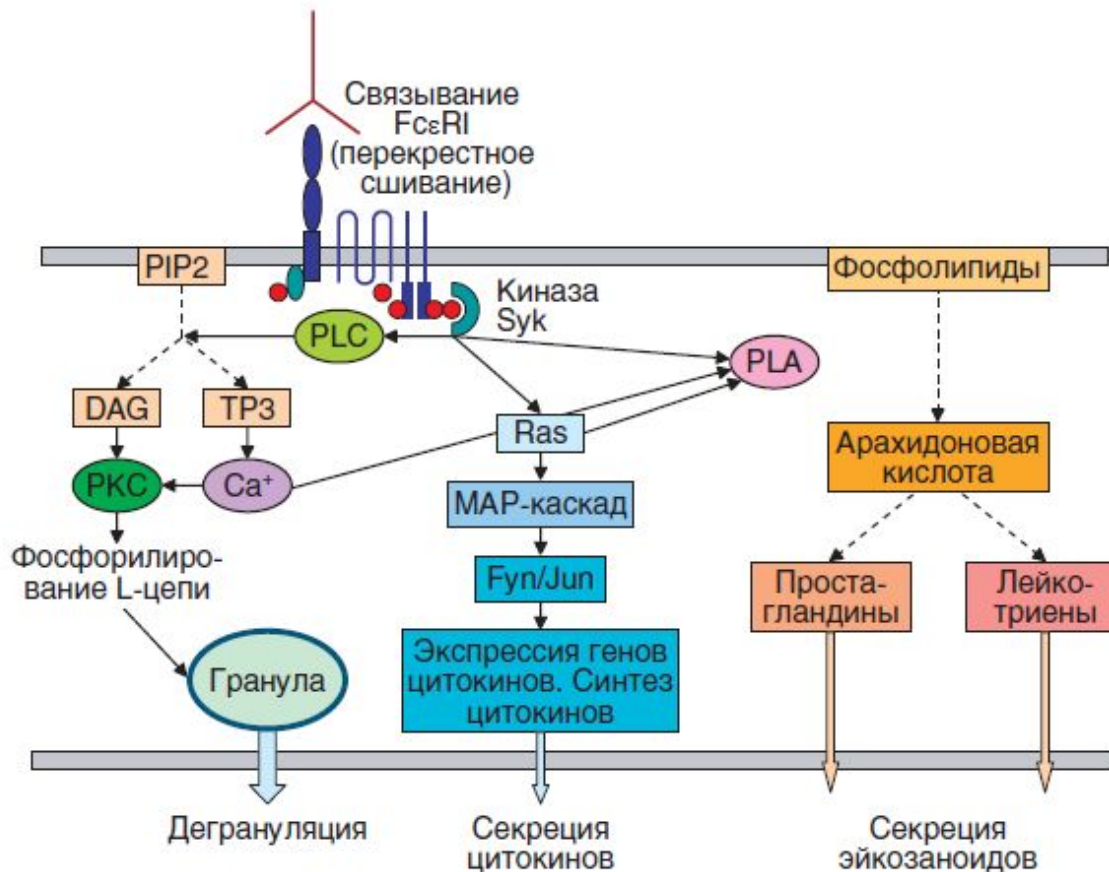 Связывание
FcεRI
(перекрестное
сшивание)
PIP2
Фосфолипиды
Киназа
Syk
PLC
PLA
DAG
TP3
Ras
Арахидоновая
кислота
PKC
Ca⁺
MAP-каскад
Фосфорилиро-
вание L-цепи
Fyn/Jun
Проста-
гландины
Лейко-
триены
Гранула
Экспрессия генов
цитокинов. Синтез
цитокинов
Дегрануляция
Секреция
цитокинов
Секреция
эйкозаноидов